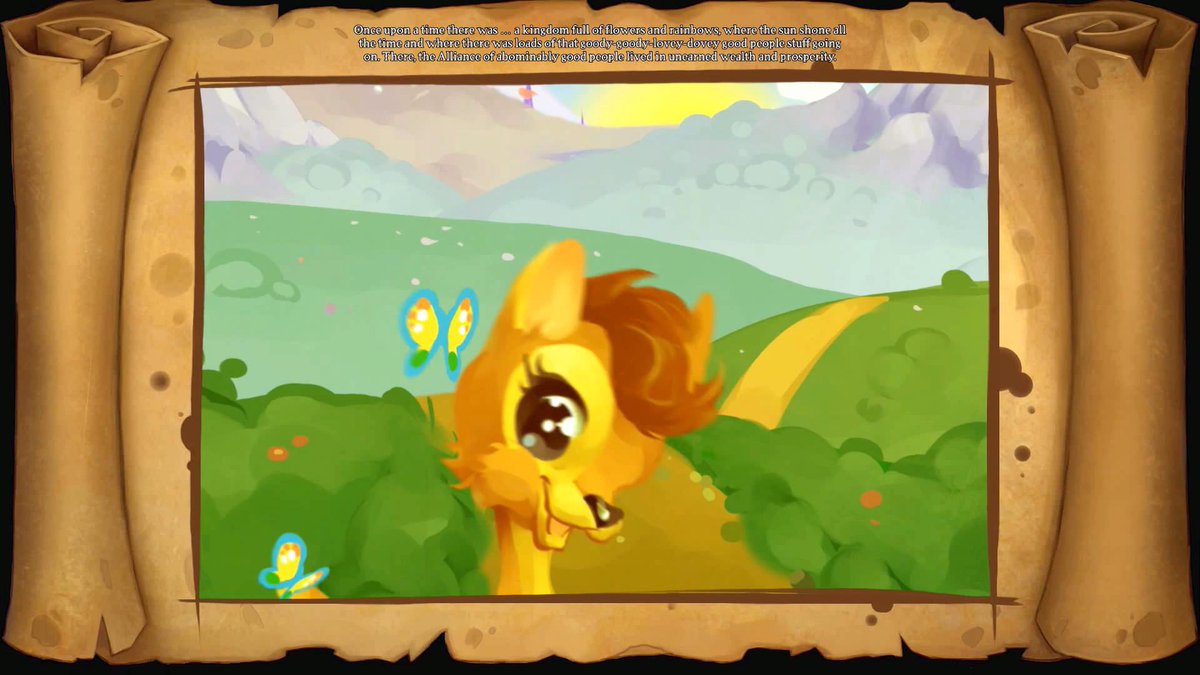 Once upon a time there was ... a kingdom full of flowers and rainbows, where the sun shone all
the time and where there was loads of that goody-goody-lovey-dovey good people stuff going
on. There, the Alliance of abominably good people lived in unearned wealth and prosperity.